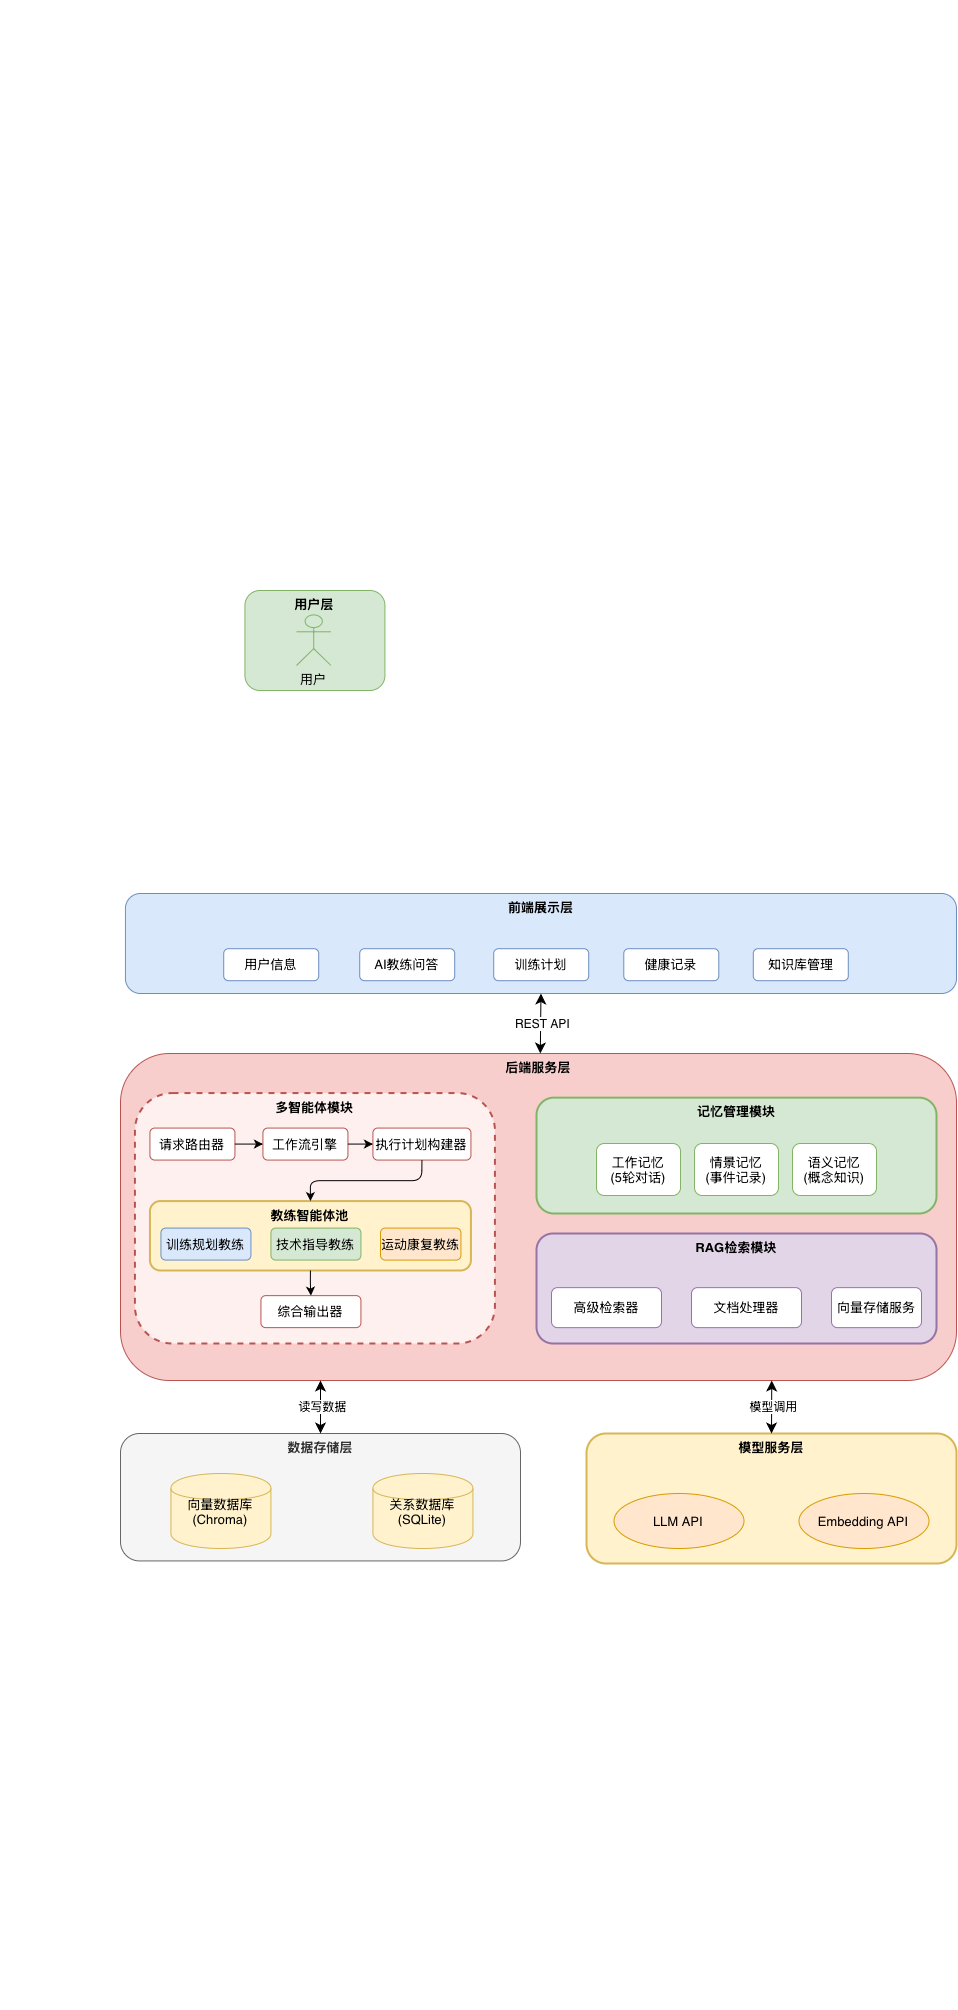 用户层
用户
前端展示层
用户信息
AI教练问答
训练计划
健康记录
知识库管理
REST API
后端服务层
多智能体模块
请求路由器
工作流引擎
执行计划构建器
教练智能体池
训练规划教练
技术指导教练
运动康复教练
综合输出器
记忆管理模块
工作记忆
(5轮对话)
情景记忆
(事件记录)
语义记忆
(概念知识)
RAG检索模块
高级检索器
文档处理器
向量存储服务
读写数据
模型调用
数据存储层
向量数据库
(Chroma)
关系数据库
(SQLite)
模型服务层
LLM API
Embedding API